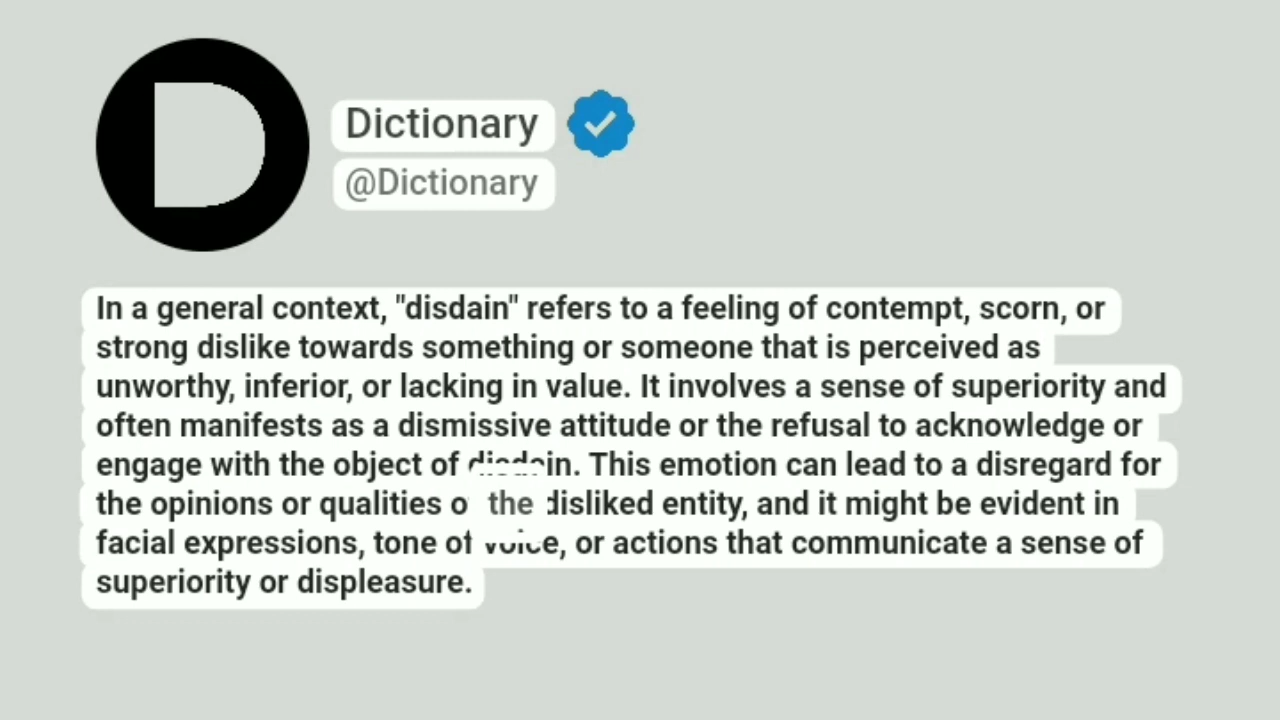 D
Dictionary
@Dictionary
In a general context, "disdain" refers to a feeling of contempt, scorn, or
strong dislike towards something or someone that is perceived as
unworthy, inferior, or lacking in value. It involves a sense of superiority and
often manifests as a dismissive attitude or the refusal to acknowledge or
engage with the object of disdain. This emotion can lead to a disregard for
the opinions or qualities of the disliked entity, and it might be evident in
facial expressions, tone of voice, or actions that communicate a sense of
superiority or displeasure.